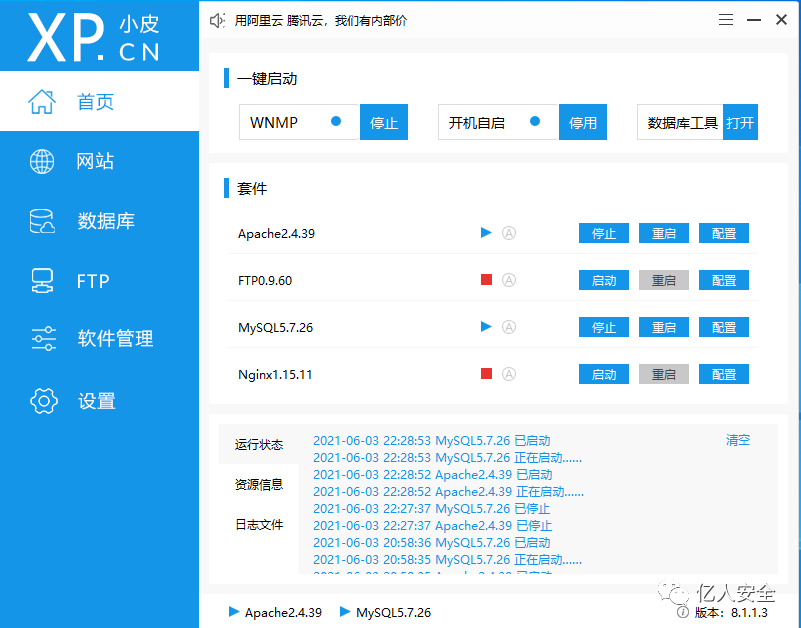 XP.CN 小皮
用阿里云 腾讯云，我们有内部价
首页
网站
数据库
FTP
软件管理
设置
一键启动
WNMP 停止 开机自启 停用 数据库工具 打开
套件
Apache2.4.39 A 停止 重启 配置
FTP0.9.60 A 启动 重启 配置
MySQL5.7.26 A 停止 重启 配置
Nginx1.15.11 A 启动 重启 配置
运行状态
资源信息
日志文件
清空
2021-06-03 22:28:53 MySQL5.7.26 已启动
2021-06-03 22:28:53 MySQL5.7.26 正在启动......
2021-06-03 22:28:52 Apache2.4.39 已启动
2021-06-03 22:28:52 Apache2.4.39 正在启动......
2021-06-03 22:27:37 MySQL5.7.26 已停止
2021-06-03 22:27:37 Apache2.4.39 已停止
2021-06-03 20:58:36 MySQL5.7.26 已启动
2021-06-03 20:58:35 MySQL5.7.26 正在启动......
亿人安全
Apache2.4.39 MySQL5.7.26 版本：8.1.1.3